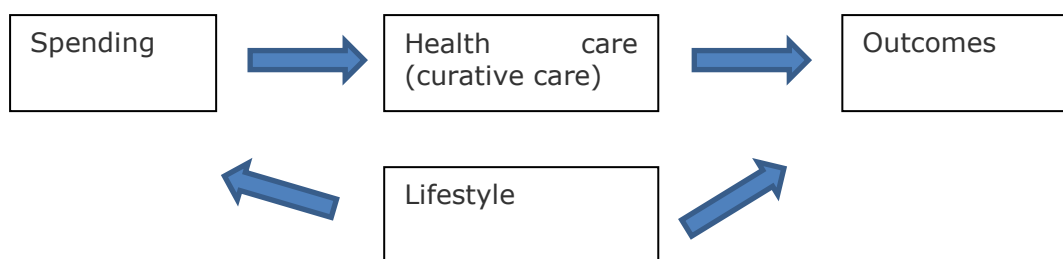 Spending
Health care
(curative care)
Outcomes
Lifestyle